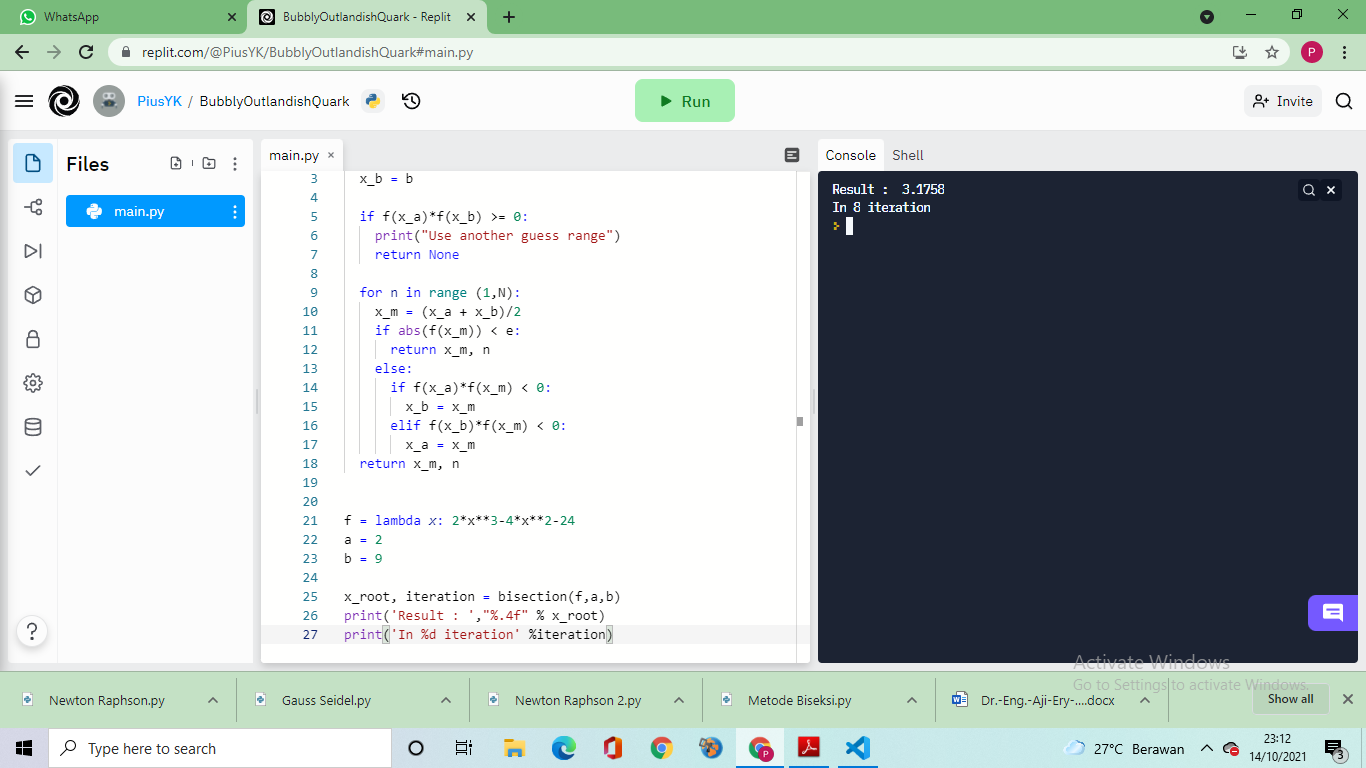 WhatsApp
BubblyOutlandishQuark - Replit
replit.com/@PiusYK/BubblyOutlandishQuark#main.py
P
PiusYK / BubblyOutlandishQuark
Run
Invite
Files
main.py
main.py
3 x_b = b
4
5 if f(x_a)*f(x_b) >= 0:
6 print("Use another guess range")
7 return None
8
9 for n in range (1,N):
10 x_m = (x_a + x_b)/2
11 if abs(f(x_m)) < e:
12 return x_m, n
13 else:
14 if f(x_a)*f(x_m) < 0:
15 x_b = x_m
16 elif f(x_b)*f(x_m) < 0:
17 x_a = x_m
18 return x_m, n
19
20
21 f = lambda x: 2*x**3-4*x**2-24
22 a = 2
23 b = 9
24
25 x_root, iteration = bisection(f,a,b)
26 print('Result : ',"%.4f" % x_root)
27 print('In %d iteration' %iteration)
Console Shell
Result :  3.1758
In 8 iteration
?
Activate Windows
Go to Settings to activate Windows.
Newton Raphson.py
Gauss Seidel.py
Newton Raphson 2.py
Metode Biseksi.py
Dr.-Eng.-Aji-Ery-....docx
Show all
Type here to search
P
27°C Berawan
23:12
14/10/2021
3